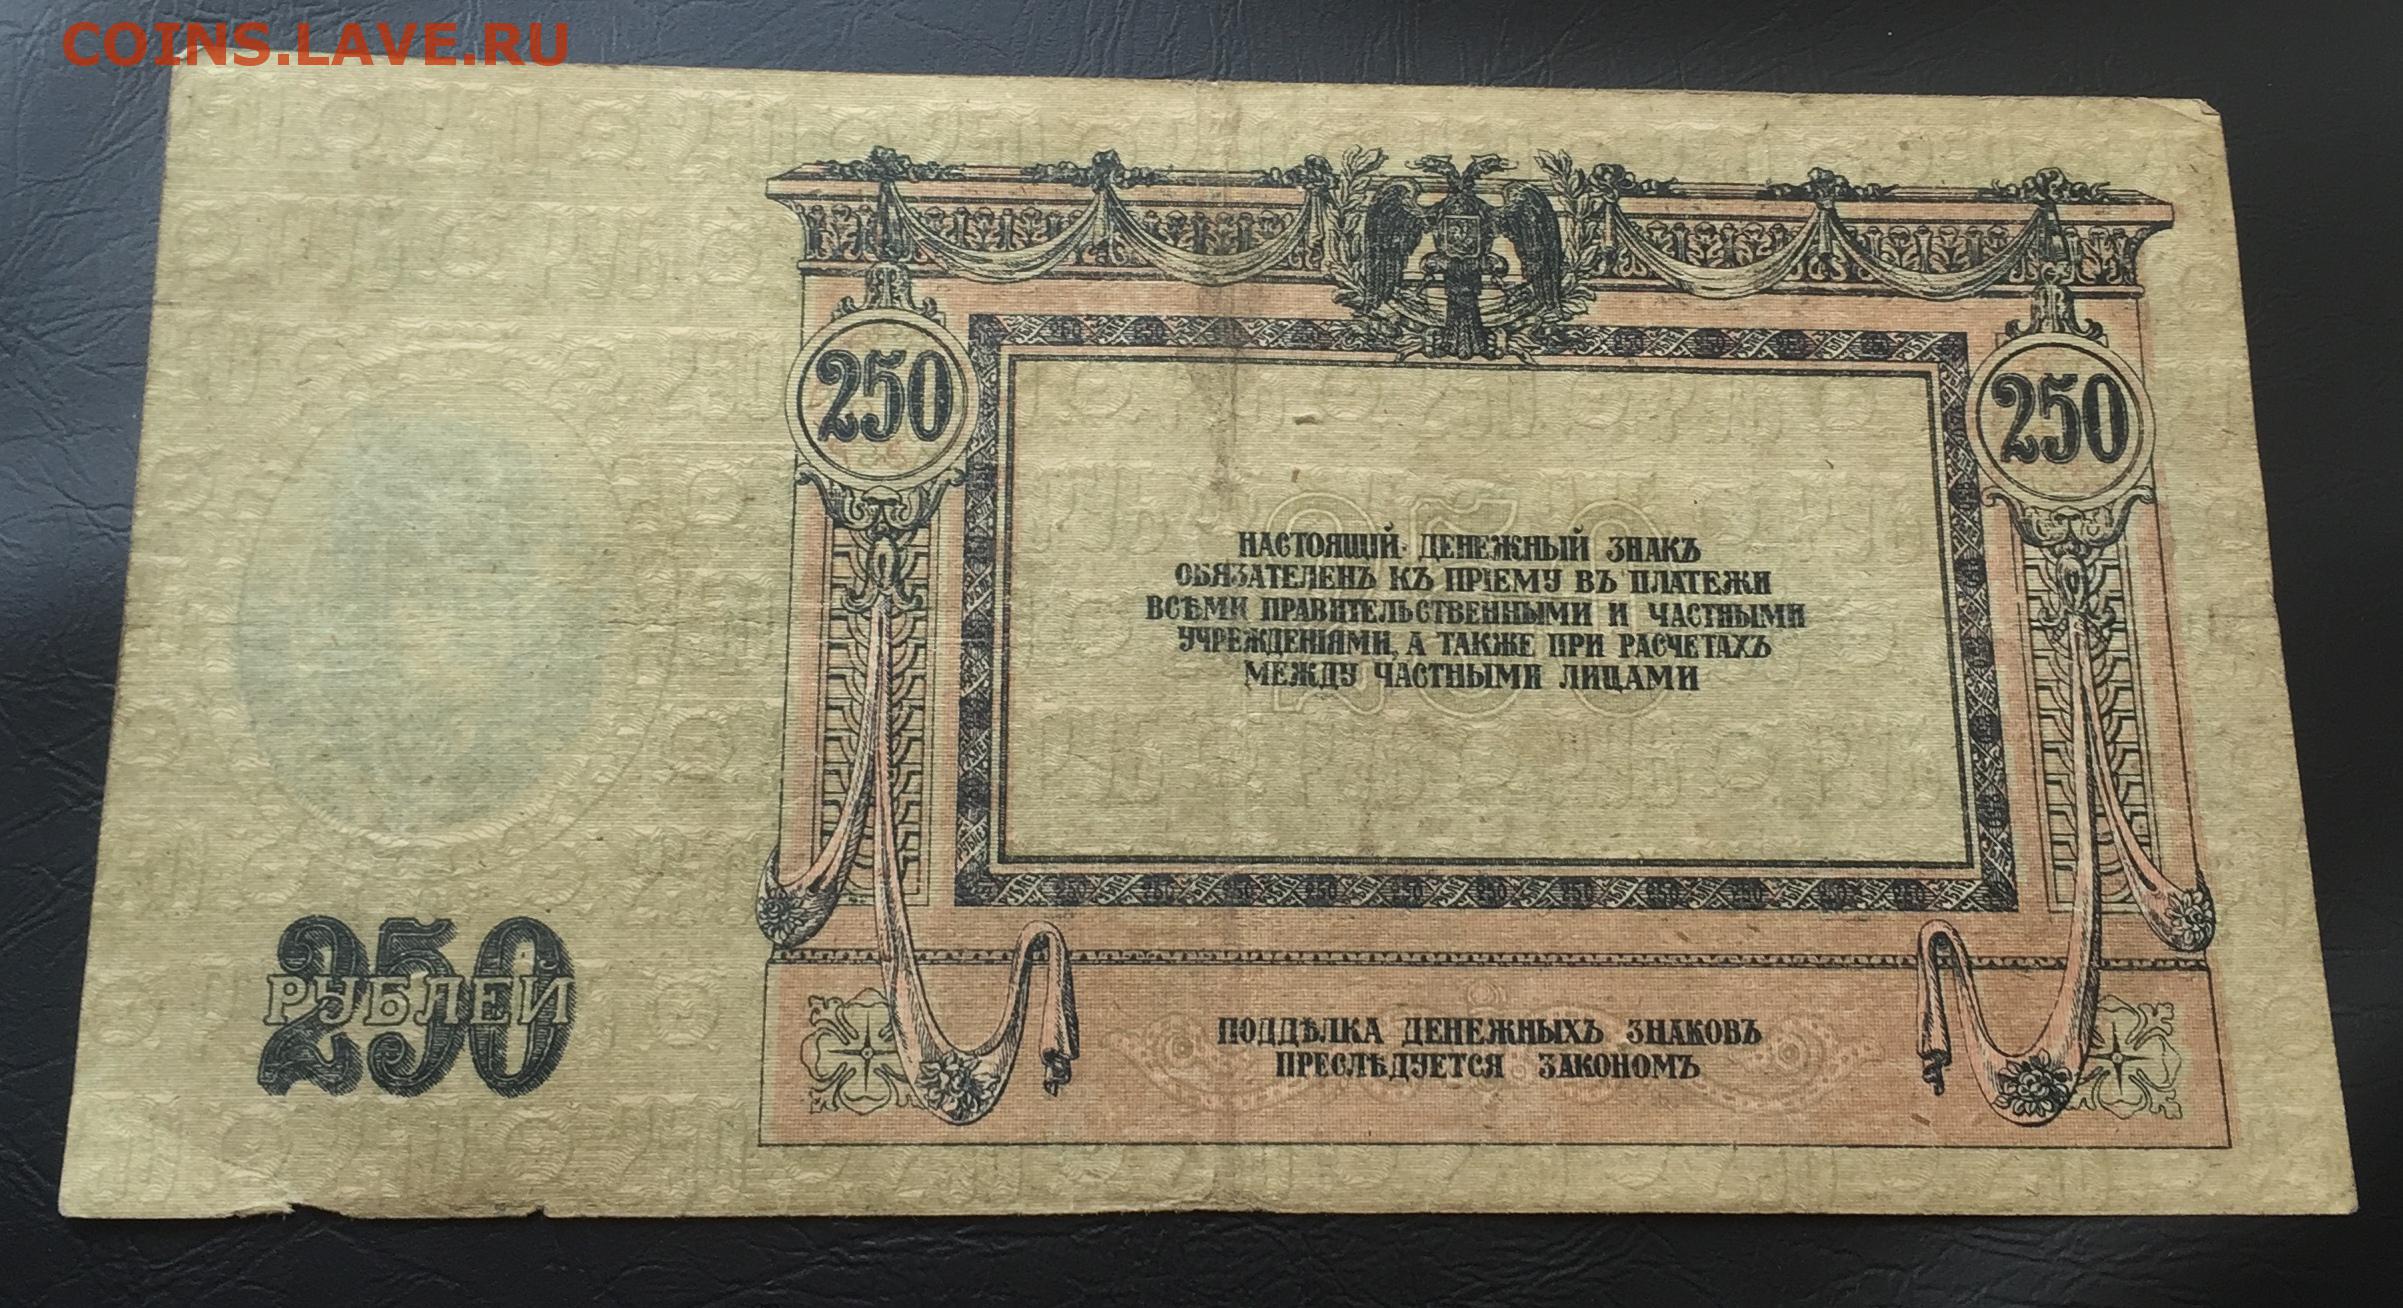 COINS.LAVE.RU
250
250
250
НАСТОЯЩІЙ ДЕНЕЖНЫЙ ЗНАКЪ
ОБЯЗАТЕЛЕНЪ КЪ ПРІЕМУ ВЪ ПЛАТЕЖИ
ВСѢМИ ПРАВИТЕЛЬСТВЕННЫМИ И ЧАСТНЫМИ
УЧРЕЖДЕНІЯМИ, А ТАКЖЕ ПРИ РАСЧЕТАХЪ
МЕЖДУ ЧАСТНЫМИ ЛИЦАМИ
250
РУБЛЕЙ
ПОДДѢЛКА ДЕНЕЖНЫХЪ ЗНАКОВЪ
ПРЕСЛѢДУЕТСЯ ЗАКОНОМЪ